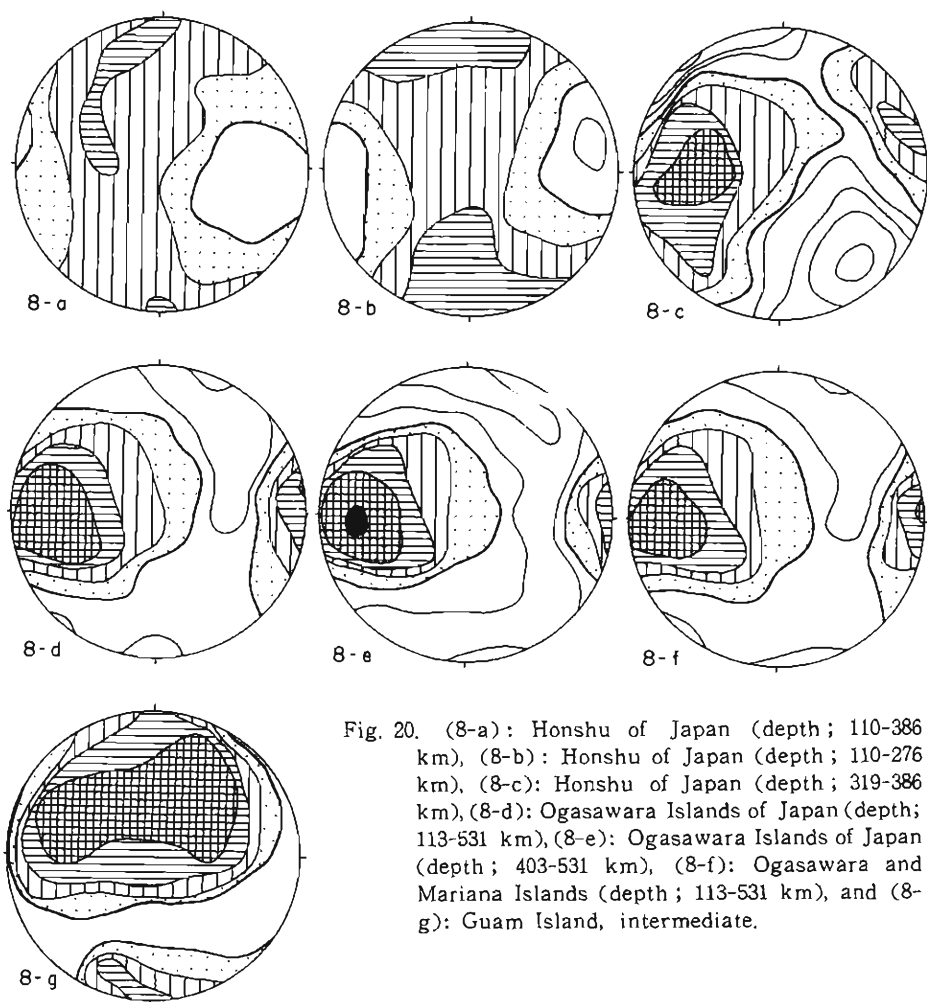 8-a
8-b
8-c
8-d
8-e
8-f
8-g
Fig. 20. (8-a): Honshu of Japan (depth; 110-386
km), (8-b): Honshu of Japan (depth; 110-276
km), (8-c): Honshu of Japan (depth; 319-386
km), (8-d): Ogasawara Islands of Japan (depth;
113-531 km), (8-e): Ogasawara Islands of Japan
(depth; 403-531 km), (8-f): Ogasawara and
Mariana Islands (depth; 113-531 km), and (8-
g): Guam Island, intermediate.